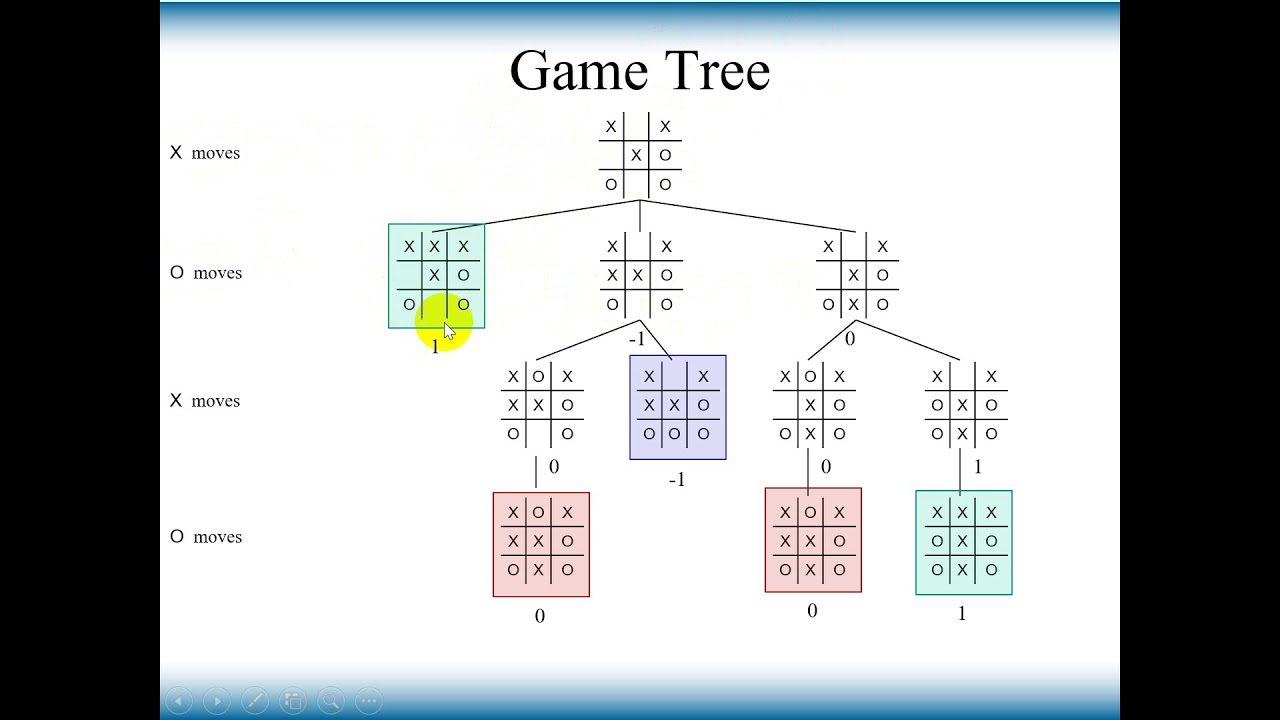 Game Tree
X X
X moves
X O
O O
X X X X X X X
O moves
X O X X O X O
O O O O O X O
1 -1 0
X O X X X X O X X X
X moves
X X O X X O X O O X O
O O O O O O X O O X O
0 -1 0 1
X O X X O X X X X
O moves
X X O X X O O X O
O X O O X O O X O
0 0 1